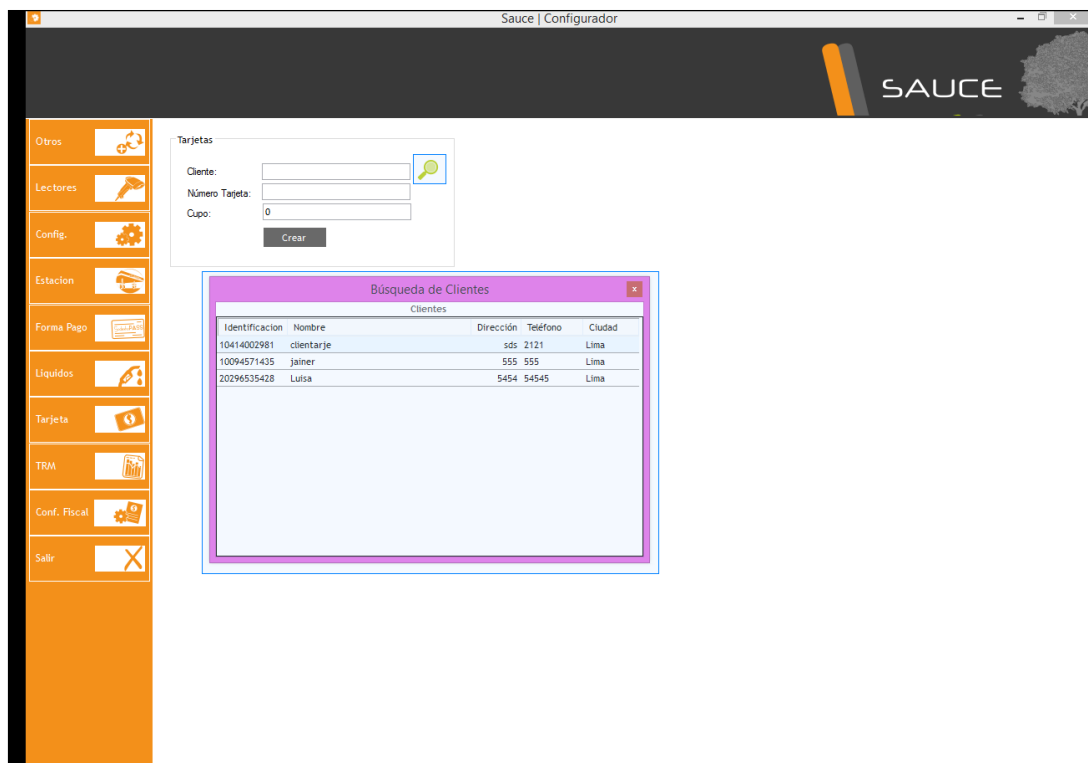 Sauce | Configurador
SAUCE
Otros
Lectores
Config.
Estacion
Forma Pago
Liquidos
Tarjeta
TRM
Conf. Fiscal
Salir
Tarjetas
Cliente:
Número Tarjeta:
Cupo: 0
Crear
Búsqueda de Clientes x
Clientes
Identificacion Nombre Dirección Teléfono Ciudad
10414002981 clientarje sds 2121 Lima
10094571435 jainer 555 555 Lima
20296535428 Luisa 5454 54545 Lima